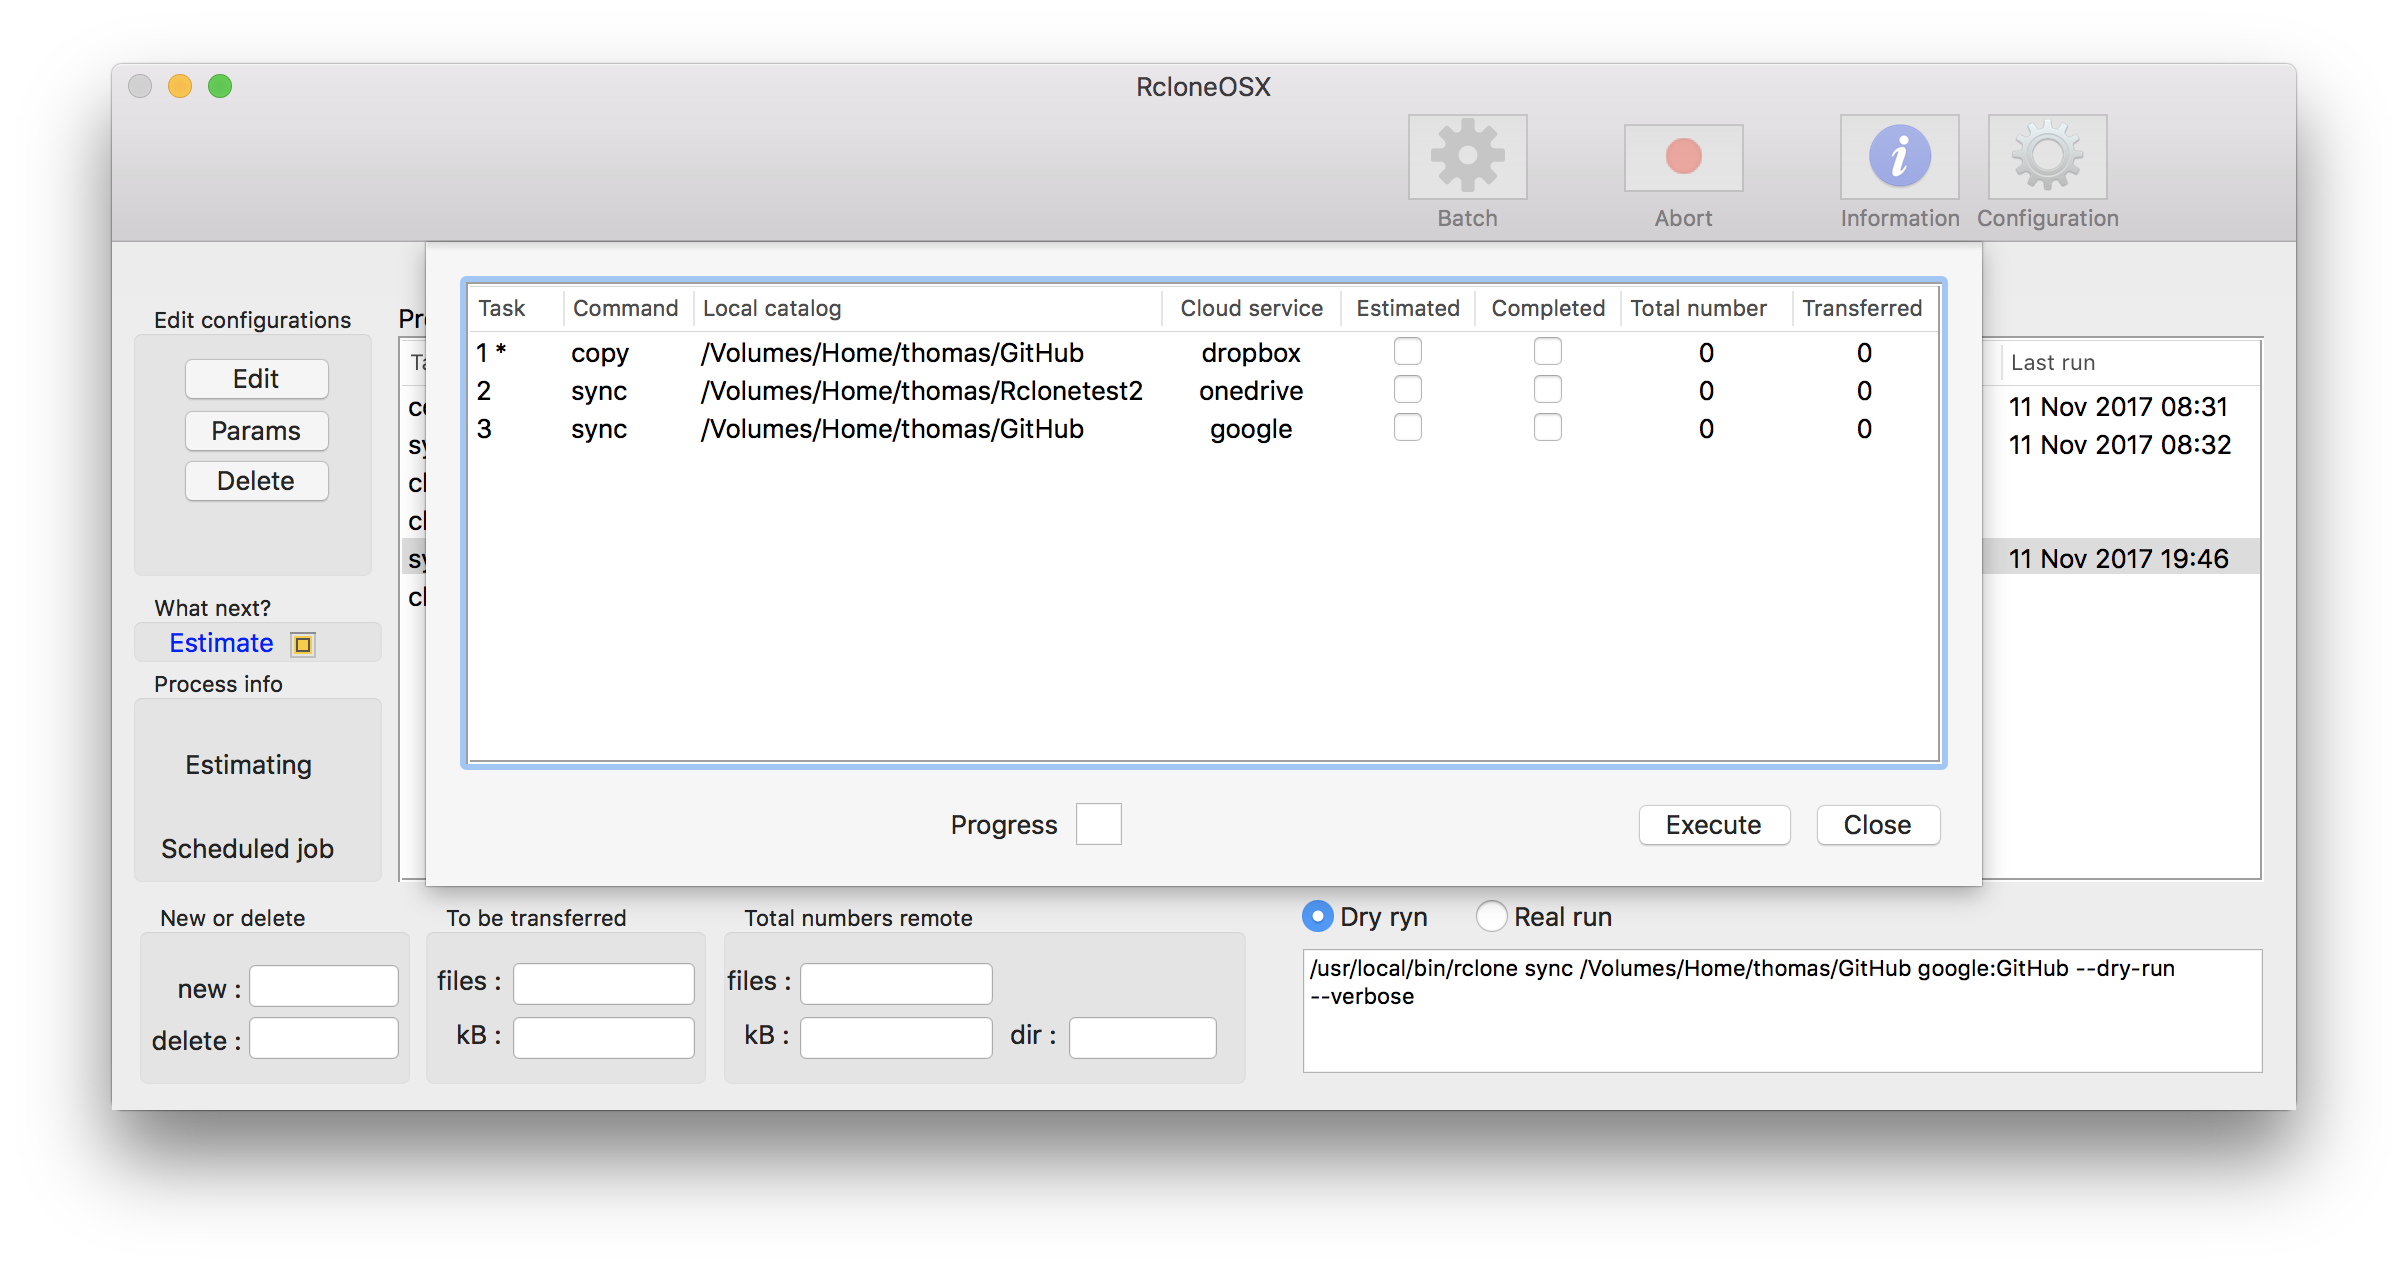 RcloneOSX
Batch
Abort
Information
Configuration
Edit configurations
Edit
Params
Delete
What next?
Estimate
Process info
Estimating
Scheduled job
Task Command Local catalog Cloud service Estimated Completed Total number Transferred
1 * copy /Volumes/Home/thomas/GitHub dropbox 0 0
2 sync /Volumes/Home/thomas/Rclonetest2 onedrive 0 0
3 sync /Volumes/Home/thomas/GitHub google 0 0
Progress
Execute
Close
Last run
11 Nov 2017 08:31
11 Nov 2017 08:32
11 Nov 2017 19:46
New or delete
new :
delete :
To be transferred
files :
kB :
Total numbers remote
files :
kB :
dir :
Dry ryn
Real run
/usr/local/bin/rclone sync /Volumes/Home/thomas/GitHub google:GitHub --dry-run
--verbose